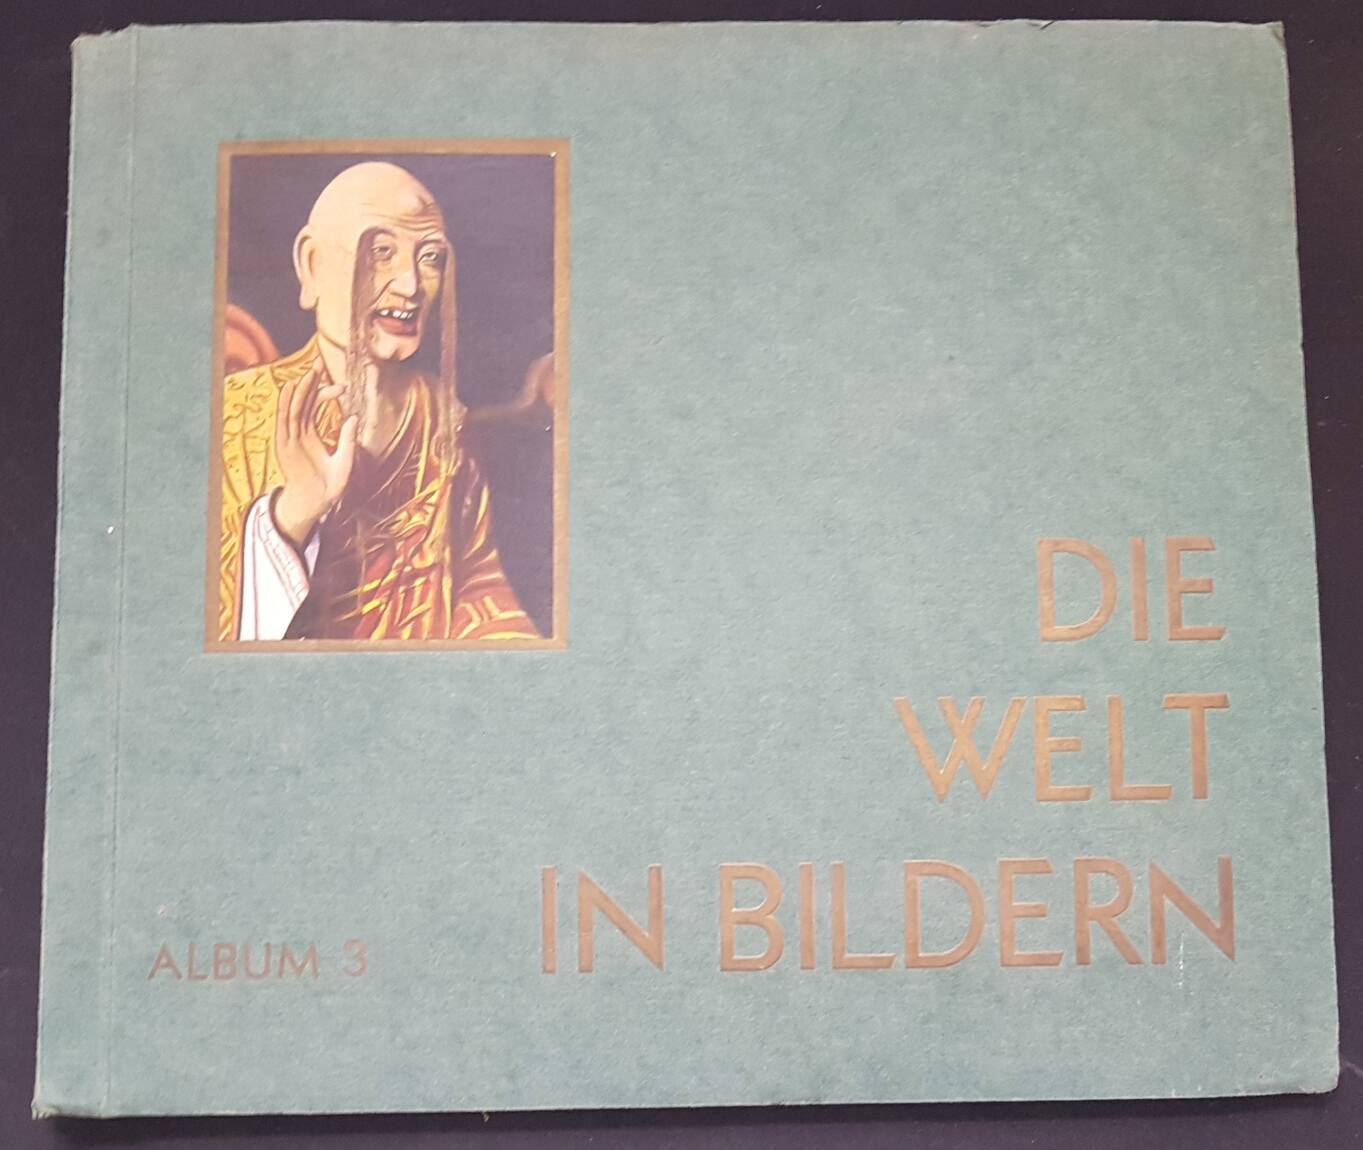 DIE
WELT
IN BILDERN
ALBUM 3